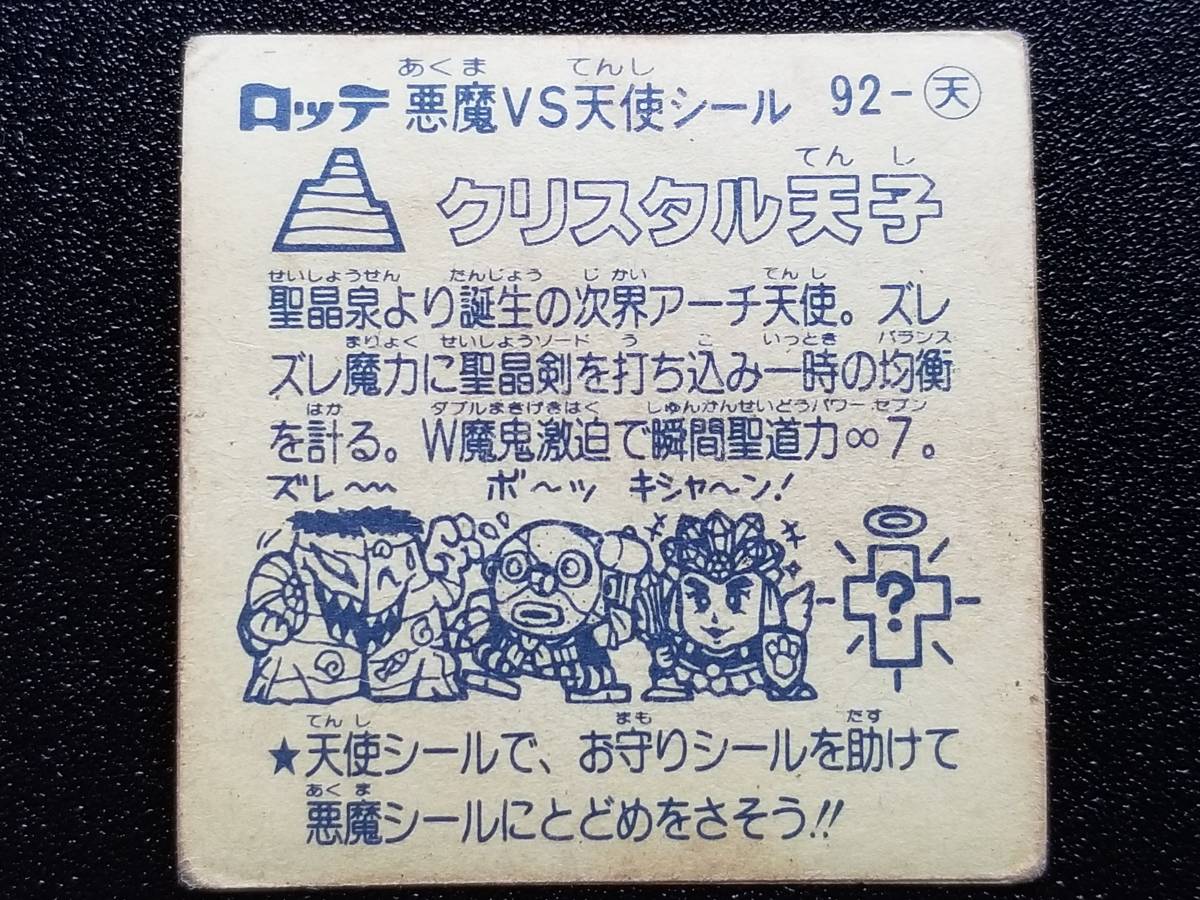 あくま てんし
ロッテ 悪魔VS天使シール 92-天
てんし
クリスタル天子
せいしょうせん たんじょう じかい てんし
聖晶泉より誕生の次界アーチ天使。ズレ
まりょく せいしょうソード う こ いっとき バランス
ズレ魔力に聖晶剣を打ち込み一時の均衡
はか ダブルまきげきはく しゅんかんせいどうパワー セブン
を計る。W魔鬼激迫で瞬間聖道力∞7。
ズレ〜〜 ボ〜ッ キシャ〜ン!
?
てんし まも たす
★天使シールで、お守りシールを助けて
あくま
悪魔シールにとどめをさそう!!